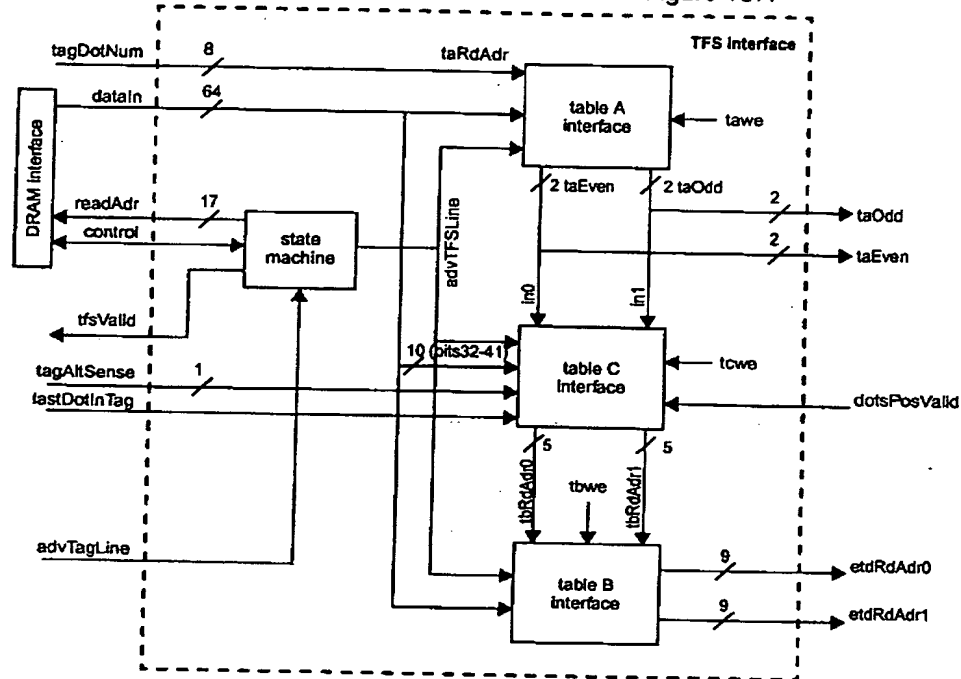 TFS Interface
tagDotNum
8
taRdAdr
dataIn
64
table A
interface
tawe
DRAM Interface
2 taEven
2 taOdd
readAdr
17
control
state
machine
advTFSLine
2
taOdd
2
taEven
in0
in1
tfsValid
10 (bits32-41)
table C
Interface
tcwe
tagAltSense
1
lastDotInTag
dotsPosValid
5
5
tbRdAdr0
tbwe
tbRdAdr1
advTagLine
table B
interface
9
etdRdAdr0
9
etdRdAdr1